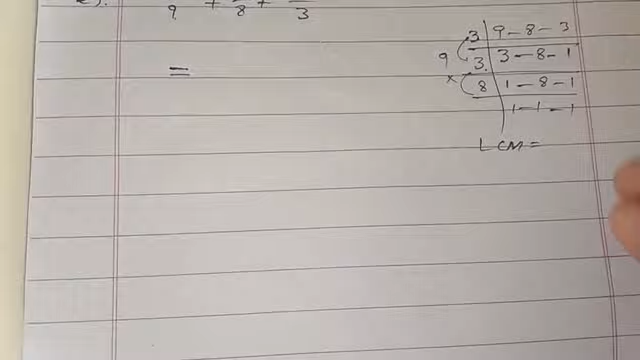 9 + 8 + 3
=
3 | 9 - 8 - 3
9 3. | 3 - 8 - 1
× 8 | 1 - 8 - 1
1 - 1 - 1
LCM =